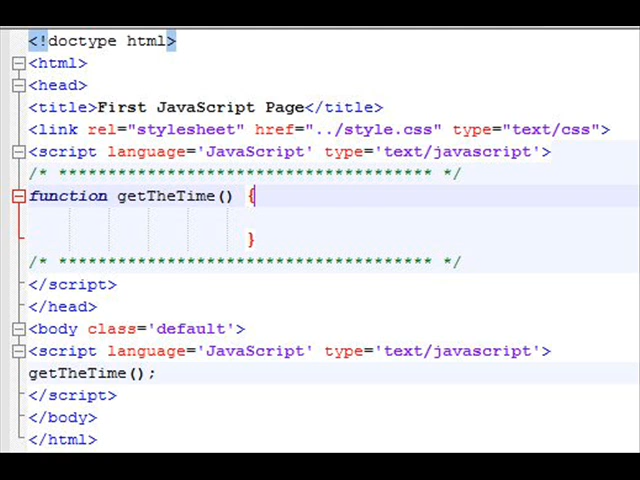 <!doctype html>
<html>
<head>
<title>First JavaScript Page</title>
<link rel="stylesheet" href="../style.css" type="text/css">
<script language='JavaScript' type='text/javascript'>
/* ************************************** */
function getTheTime() {
}
/* ************************************** */
</script>
</head>
<body class='default'>
<script language='JavaScript' type='text/javascript'>
getTheTime();
</script>
</body>
</html>